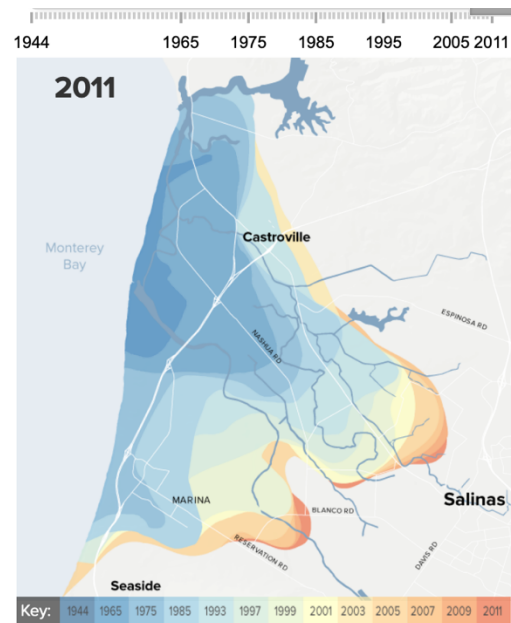 1944 1965 1975 1985 1995 2005 2011
2011
Monterey
Bay
Castroville
ESPINOSA RD
NASHUA RD
MARINA
Salinas
BLANCO RD
RESERVATION RD
DAVIS RD
Seaside
Key: 1944 1965 1975 1985 1993 1997 1999 2001 2003 2005 2007 2009 2011